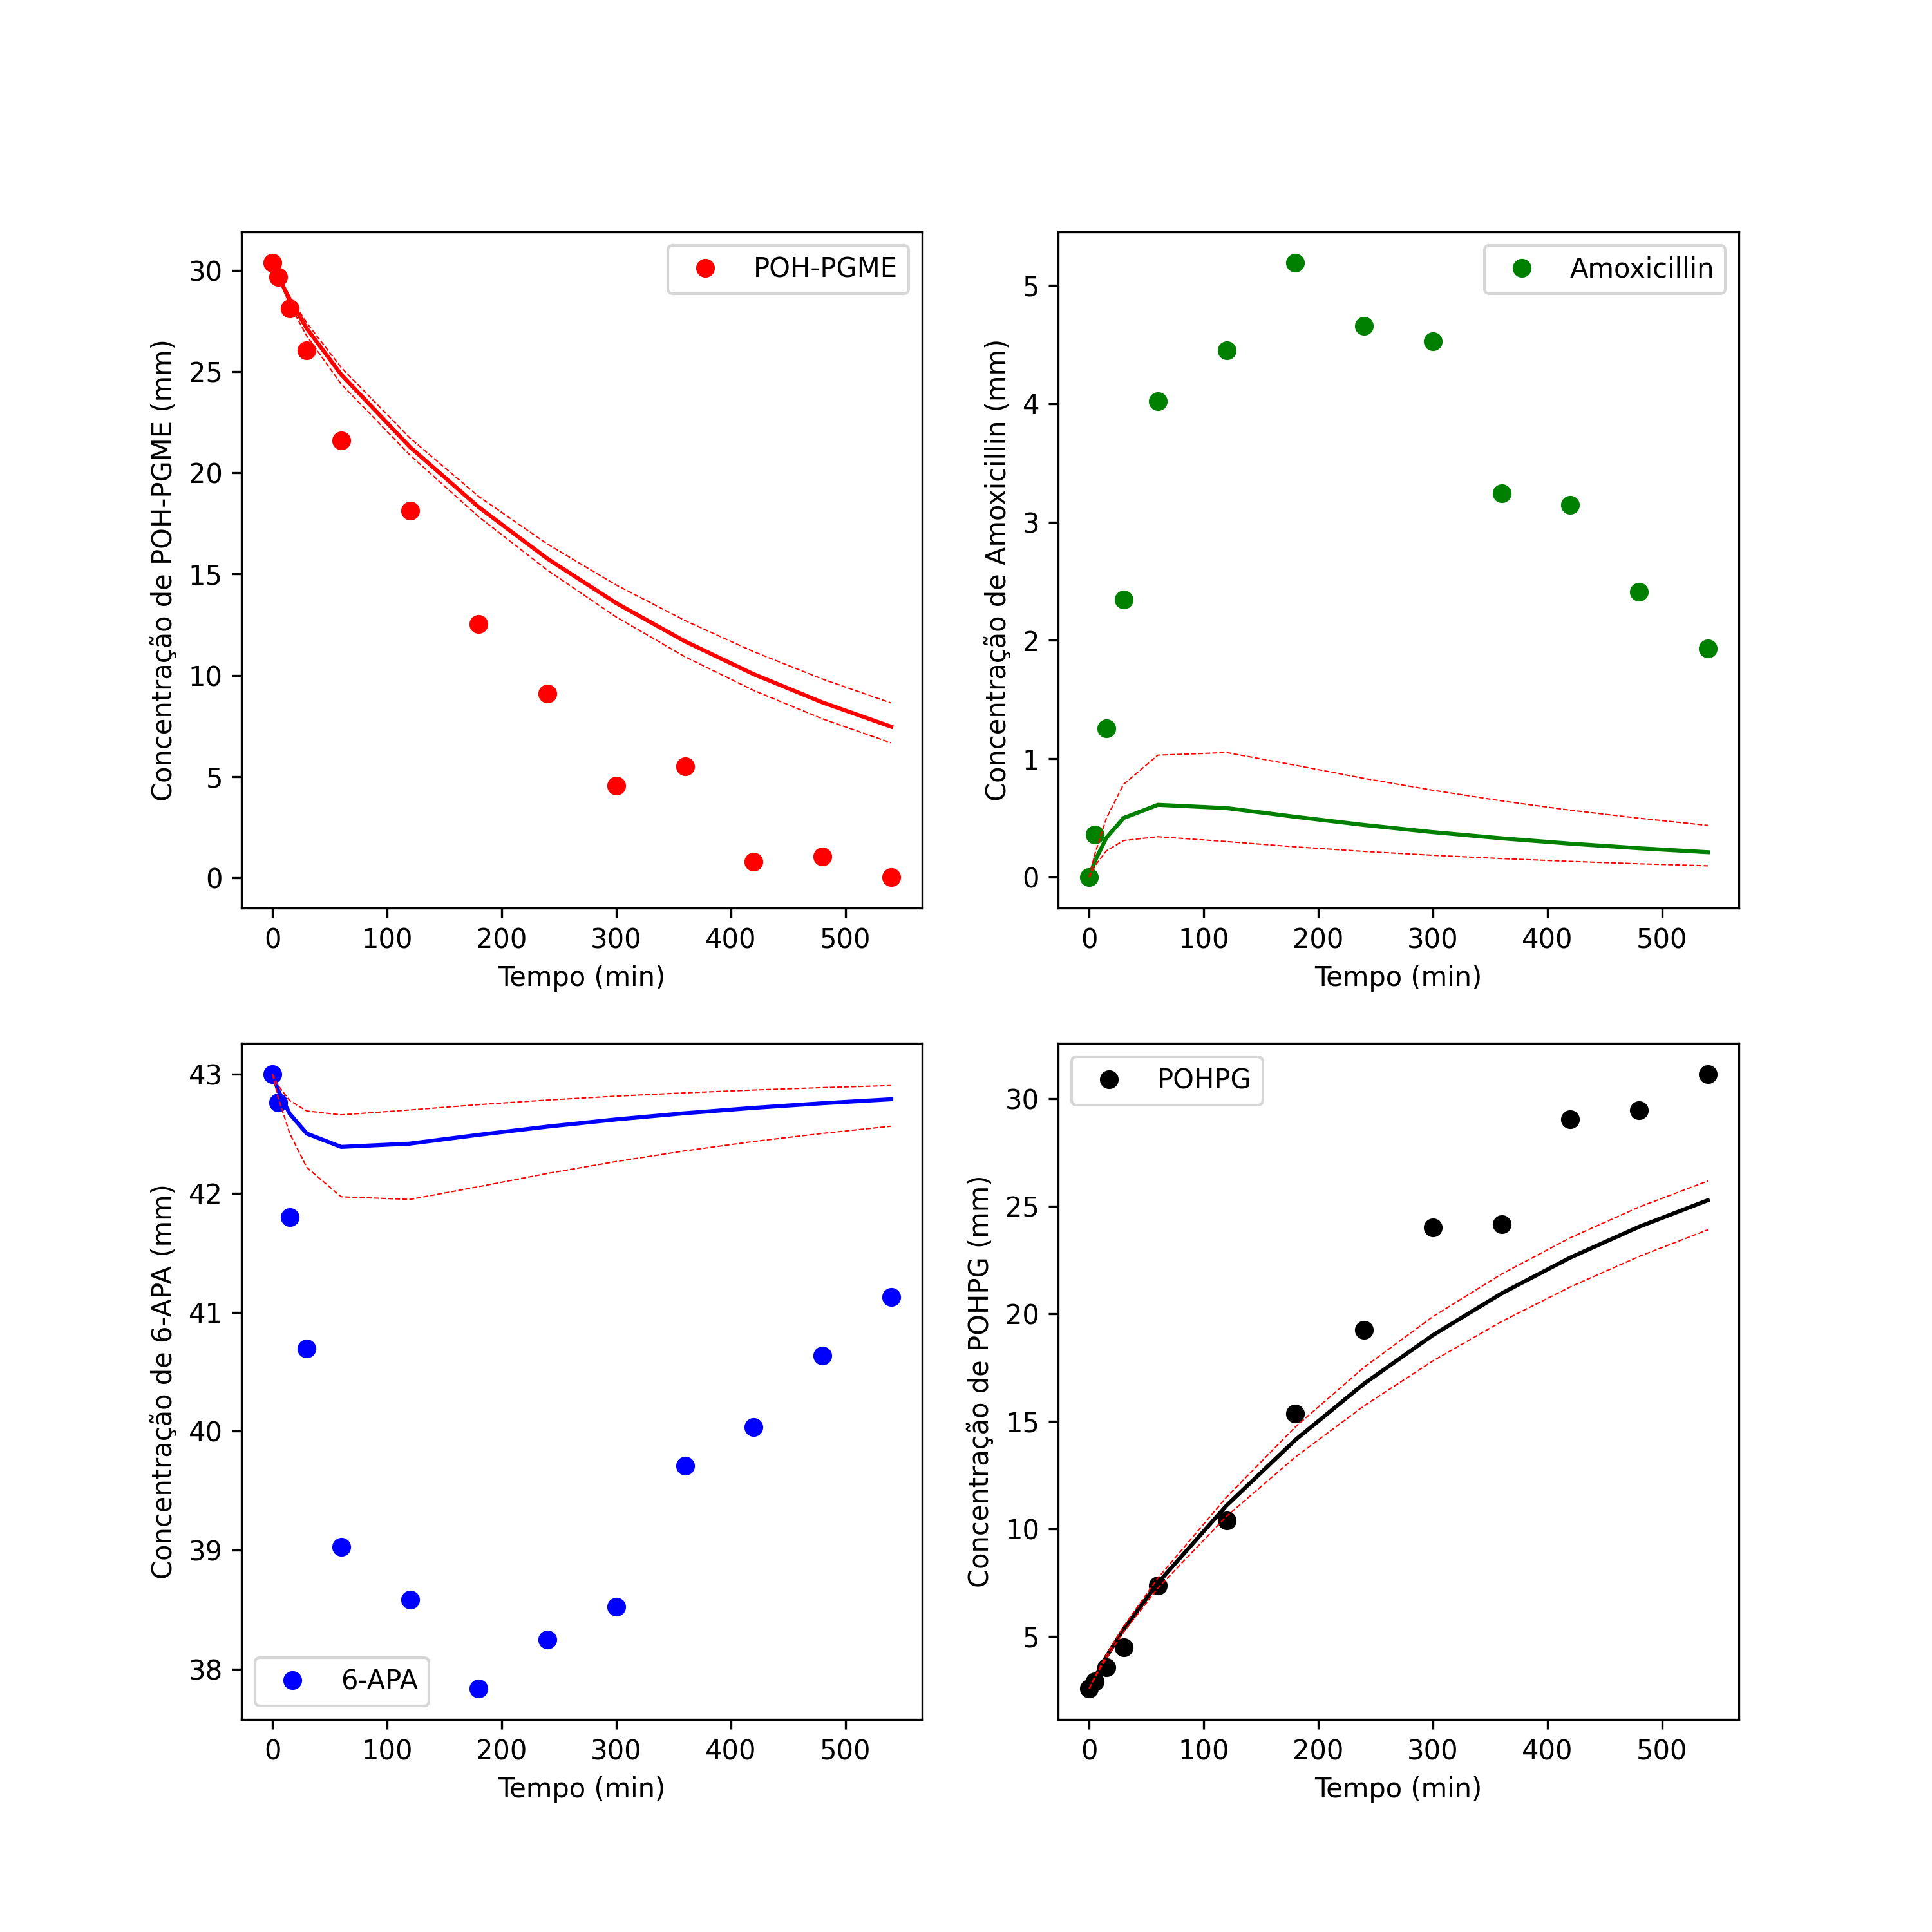 POH-PGME
Concentração de POH-PGME (mm)
30
25
20
15
10
5
0
0 100 200 300 400 500
Tempo (min)
Amoxicillin
Concentração de Amoxicillin (mm)
5
4
3
2
1
0
0 100 200 300 400 500
Tempo (min)
Concentração de 6-APA (mm)
43
42
41
40
39
38
6-APA
0 100 200 300 400 500
Tempo (min)
POHPG
Concentração de POHPG (mm)
30
25
20
15
10
5
0 100 200 300 400 500
Tempo (min)